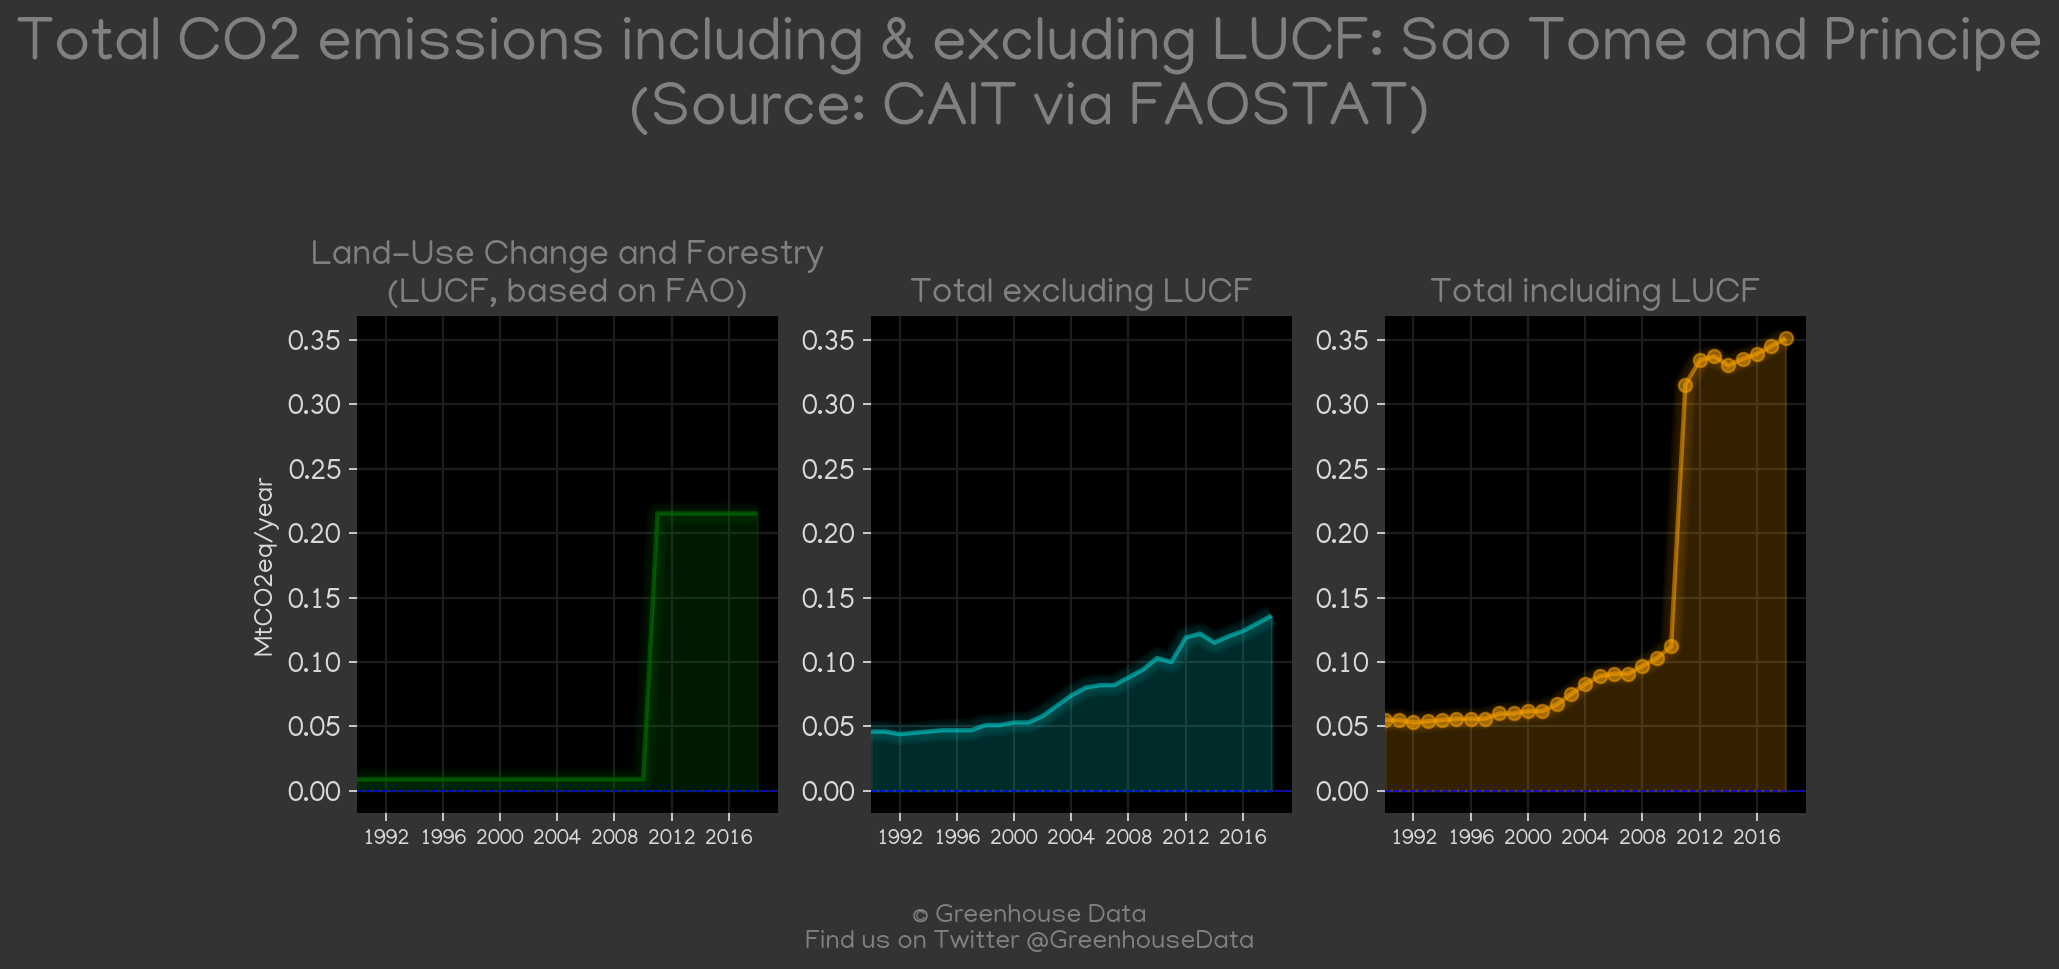 Total CO2 emissions including & excluding LUCF: Sao Tome and Principe
(Source: CAIT via FAOSTAT)
Land-Use Change and Forestry
(LUCF, based on FAO)
Total excluding LUCF
Total including LUCF
MtCO2eq/year
0.35
0.30
0.25
0.20
0.15
0.10
0.05
0.00
1992 1996 2000 2004 2008 2012 2016
0.35
0.30
0.25
0.20
0.15
0.10
0.05
0.00
1992 1996 2000 2004 2008 2012 2016
0.35
0.30
0.25
0.20
0.15
0.10
0.05
0.00
1992 1996 2000 2004 2008 2012 2016
© Greenhouse Data
Find us on Twitter @GreenhouseData